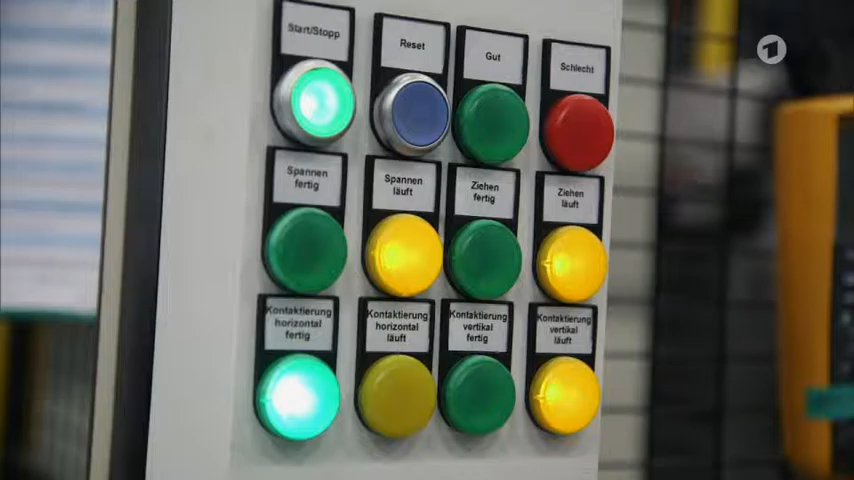 Start/Stopp
Reset
Gut
Schlecht
Spannen
fertig
Spannen
läuft
Ziehen
fertig
Ziehen
läuft
Kontaktierung
horizontal
fertig
Kontaktierung
horizontal
läuft
Kontaktierung
vertikal
fertig
Kontaktierung
vertikal
läuft
1